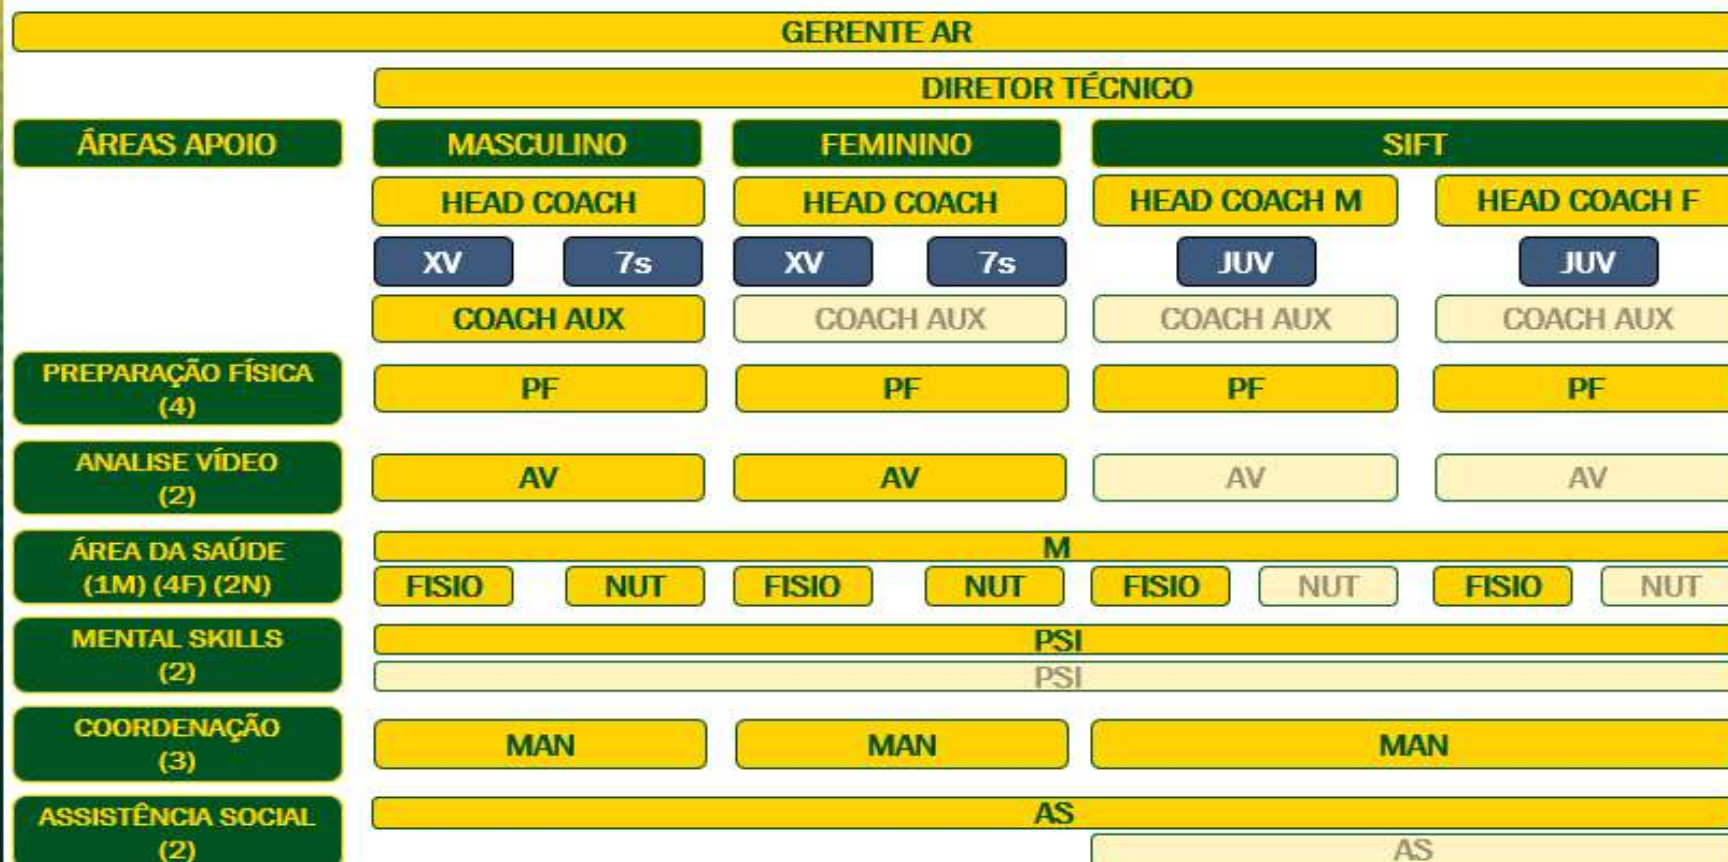 GERENTE AR
DIRETOR TÉCNICO
ÁREAS APOIO MASCULINO FEMININO SIFT
HEAD COACH HEAD COACH HEAD COACH M HEAD COACH F
XV 7s XV 7s JUV JUV
COACH AUX COACH AUX COACH AUX COACH AUX
PREPARAÇÃO FÍSICA
(4)
PF PF PF PF
ANALISE VÍDEO
(2)
AV AV AV AV
ÁREA DA SAÚDE
(1M) (4F) (2N)
M
FISIO NUT FISIO NUT FISIO NUT FISIO NUT
MENTAL SKILLS
(2)
PSI
PSI
COORDENAÇÃO
(3)
MAN MAN MAN
ASSISTÊNCIA SOCIAL
(2)
AS
AS